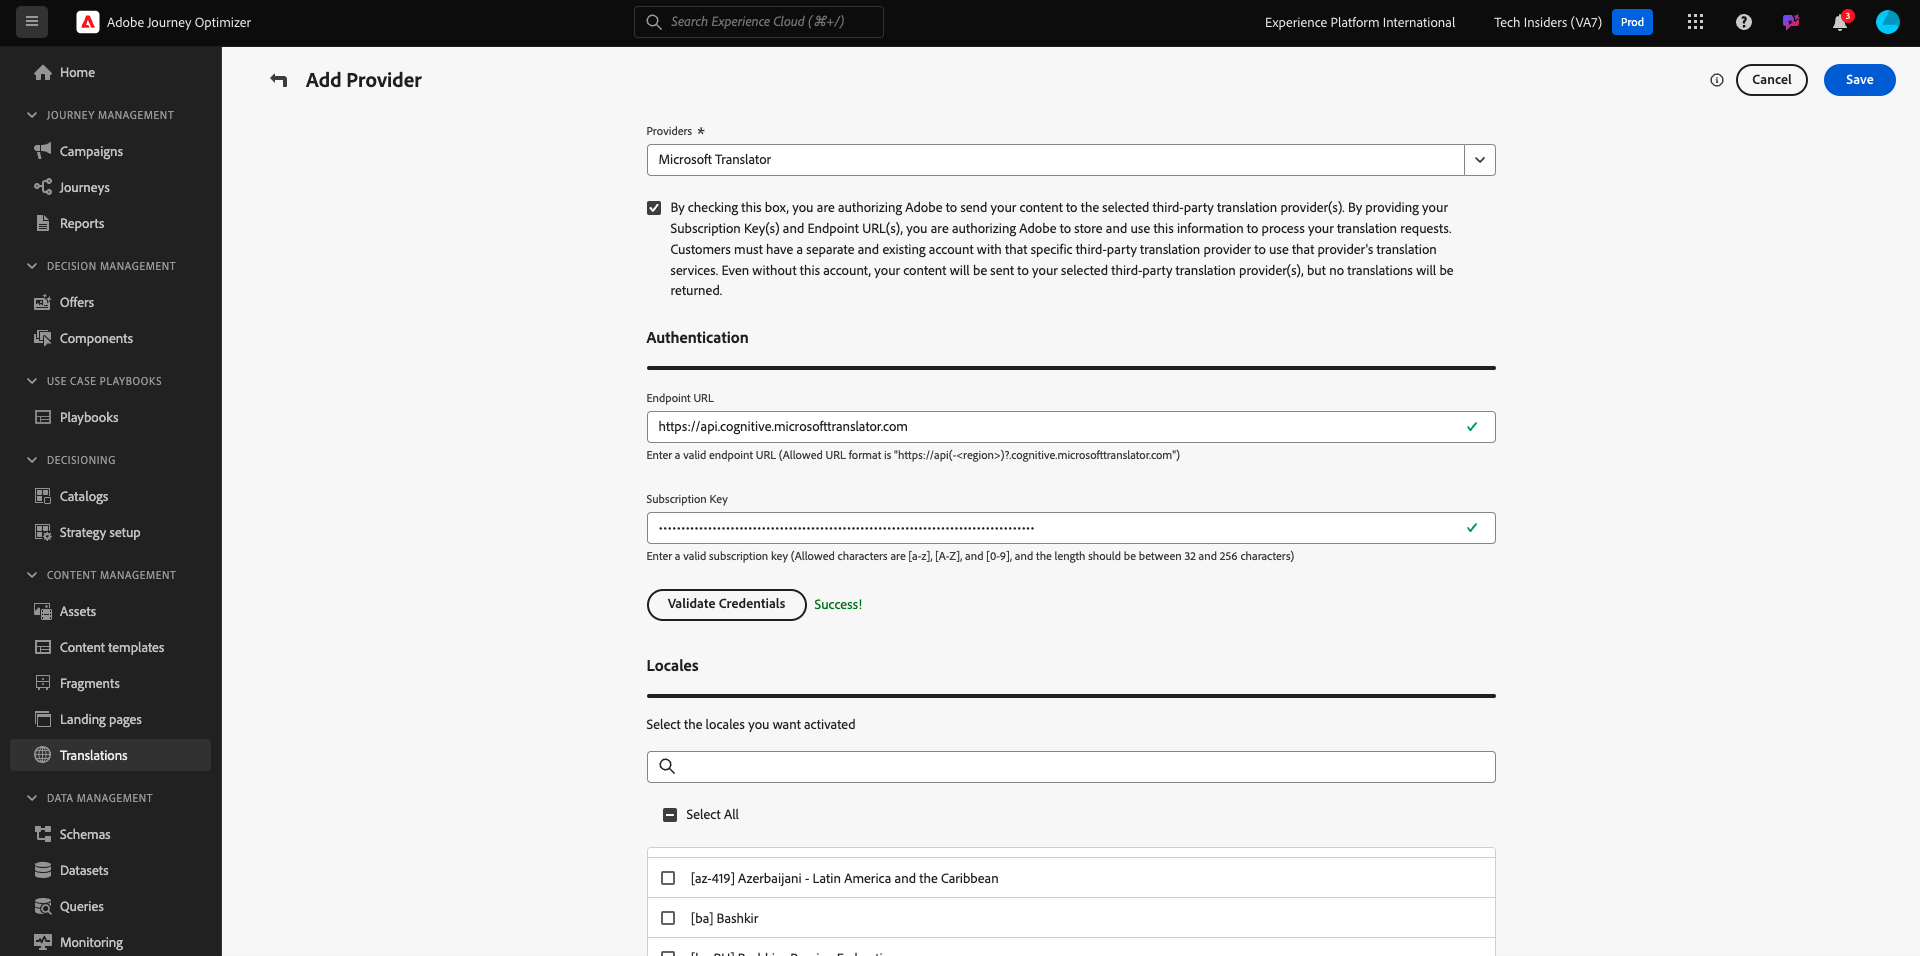 Adobe Journey Optimizer
Search Experience Cloud (⌘+/)
Experience Platform International
Tech Insiders (VA7)
Prod
3
Home
JOURNEY MANAGEMENT
Campaigns
Journeys
Reports
DECISION MANAGEMENT
Offers
Components
USE CASE PLAYBOOKS
Playbooks
DECISIONING
Catalogs
Strategy setup
CONTENT MANAGEMENT
Assets
Content templates
Fragments
Landing pages
Translations
DATA MANAGEMENT
Schemas
Datasets
Queries
Monitoring
Add Provider
Cancel
Save
Providers *
Microsoft Translator
By checking this box, you are authorizing Adobe to send your content to the selected third-party translation provider(s). By providing your
Subscription Key(s) and Endpoint URL(s), you are authorizing Adobe to store and use this information to process your translation requests.
Customers must have a separate and existing account with that specific third-party translation provider to use that provider's translation
services. Even without this account, your content will be sent to your selected third-party translation provider(s), but no translations will be
returned.
Authentication
Endpoint URL
https://api.cognitive.microsofttranslator.com
Enter a valid endpoint URL (Allowed URL format is "https://api(-<region>)?.cognitive.microsofttranslator.com")
Subscription Key
Enter a valid subscription key (Allowed characters are [a-z], [A-Z], and [0-9], and the length should be between 32 and 256 characters)
Validate Credentials
Success!
Locales
Select the locales you want activated
Select All
[az-419] Azerbaijani - Latin America and the Caribbean
[ba] Bashkir